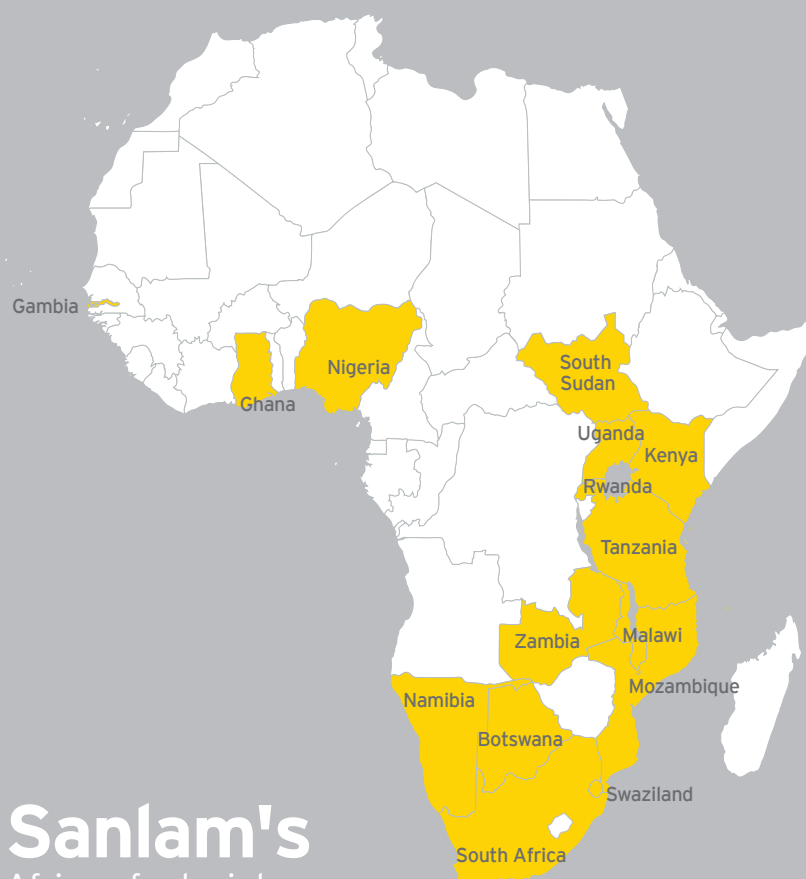 Gambia
Nigeria
Ghana
South
Sudan
Uganda
Kenya
Rwanda
Tanzania
Zambia
Malawi
Mozambique
Namibia
Botswana
Swaziland
South Africa
Sanlam's